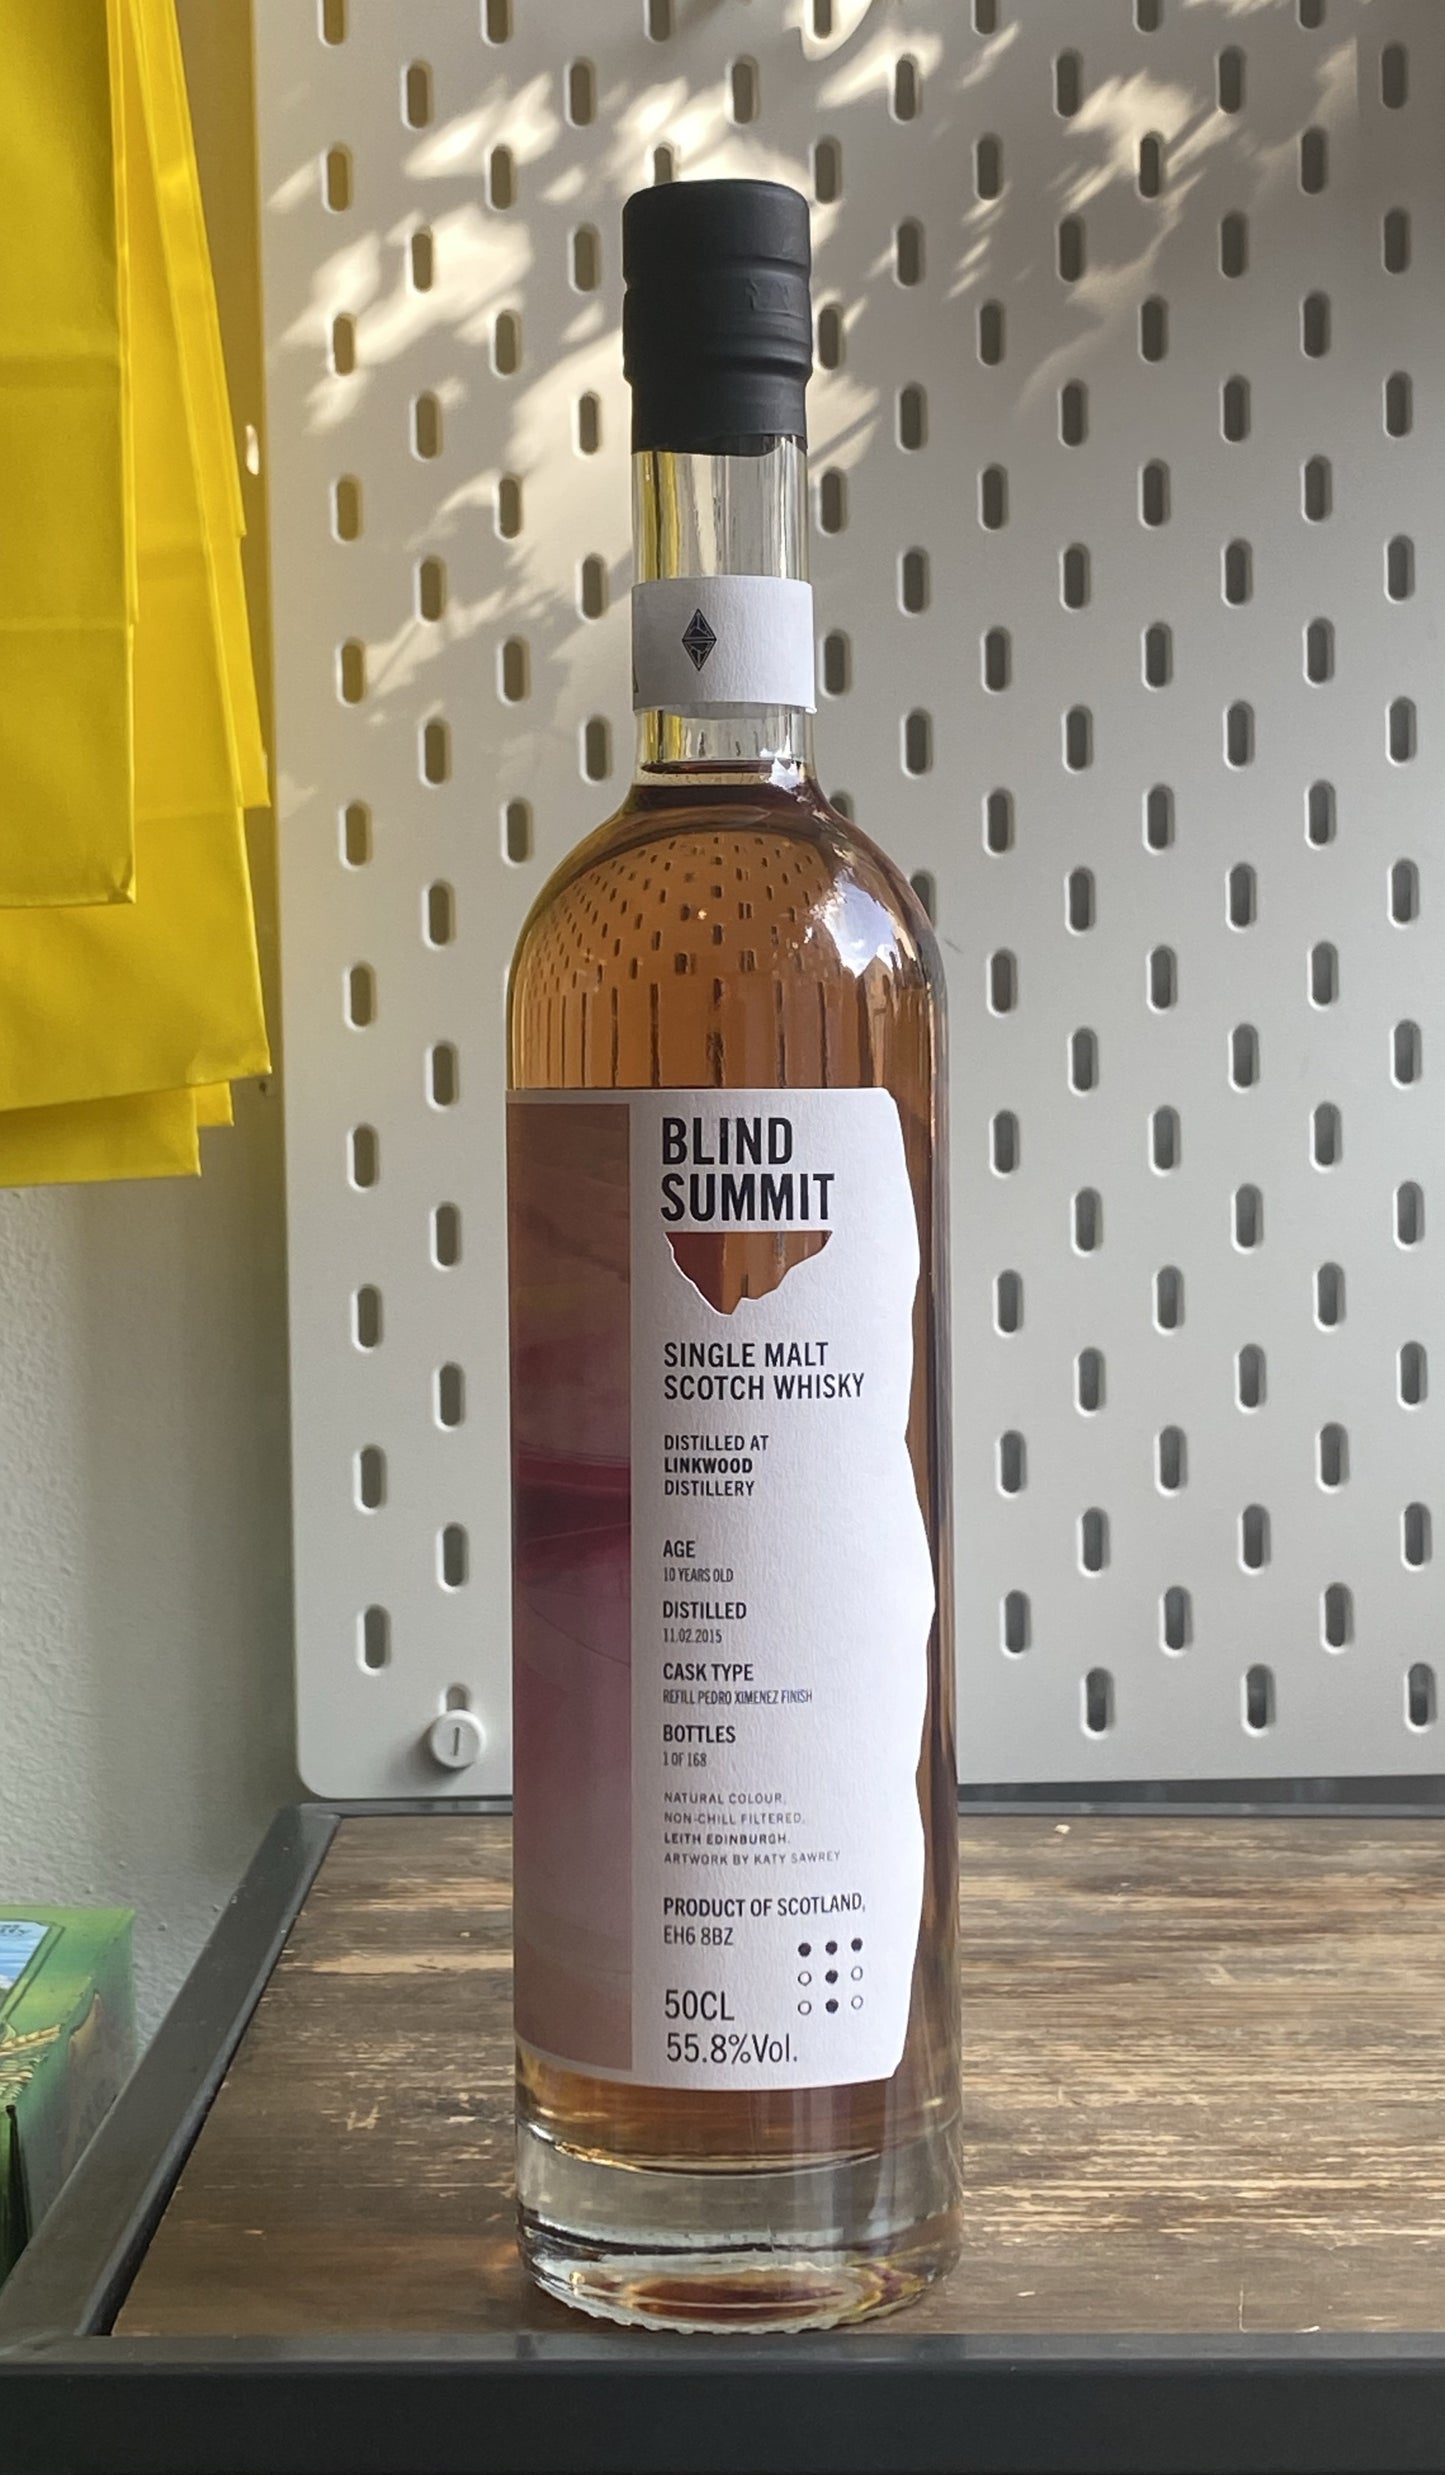 BLIND
SUMMIT
SINGLE MALT
SCOTCH WHISKY
DISTILLED AT
LINKWOOD
DISTILLERY
AGE
10 YEARS OLD
DISTILLED
11.02.2015
CASK TYPE
REFILL PEDRO XIMENEZ FINISH
BOTTLES
1 OF 168
NATURAL COLOUR,
NON-CHILL FILTERED,
LEITH EDINBURGH.
ARTWORK BY KATY SAWREY
PRODUCT OF SCOTLAND,
EH6 8BZ
50CL
55.8%Vol.